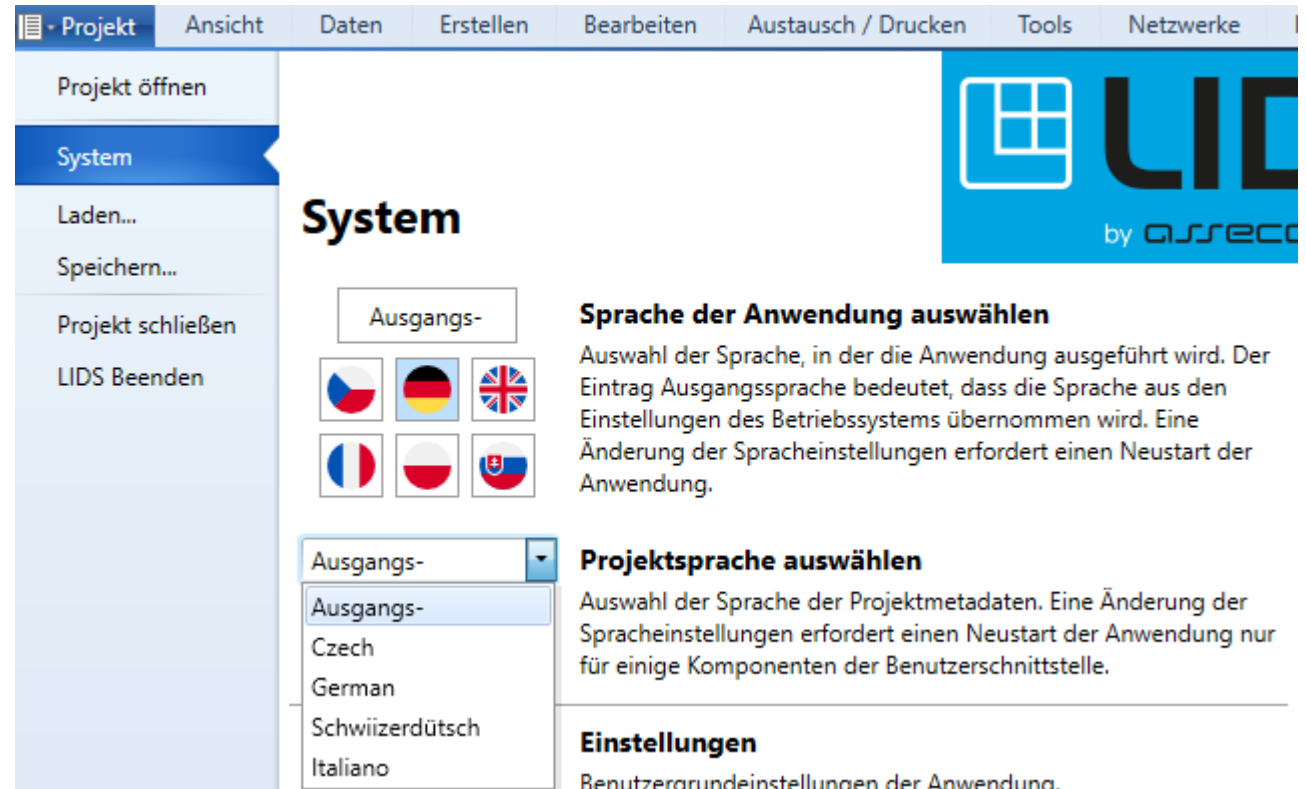 Projekt Ansicht Daten Erstellen Bearbeiten Austausch / Drucken Tools Netzwerke
Projekt öffnen
System
Laden...
Speichern...
Projekt schließen
LIDS Beenden
by asseco
System
Ausgangs-
Sprache der Anwendung auswählen
Auswahl der Sprache, in der die Anwendung ausgeführt wird. Der
Eintrag Ausgangssprache bedeutet, dass die Sprache aus den
Einstellungen des Betriebssystems übernommen wird. Eine
Änderung der Spracheinstellungen erfordert einen Neustart der
Anwendung.
Ausgangs-
Ausgangs-
Czech
German
Schwiizerdütsch
Italiano
Projektsprache auswählen
Auswahl der Sprache der Projektmetadaten. Eine Änderung der
Spracheinstellungen erfordert einen Neustart der Anwendung nur
für einige Komponenten der Benutzerschnittstelle.
Einstellungen
Benutzergrundeinstellungen der Anwendung.